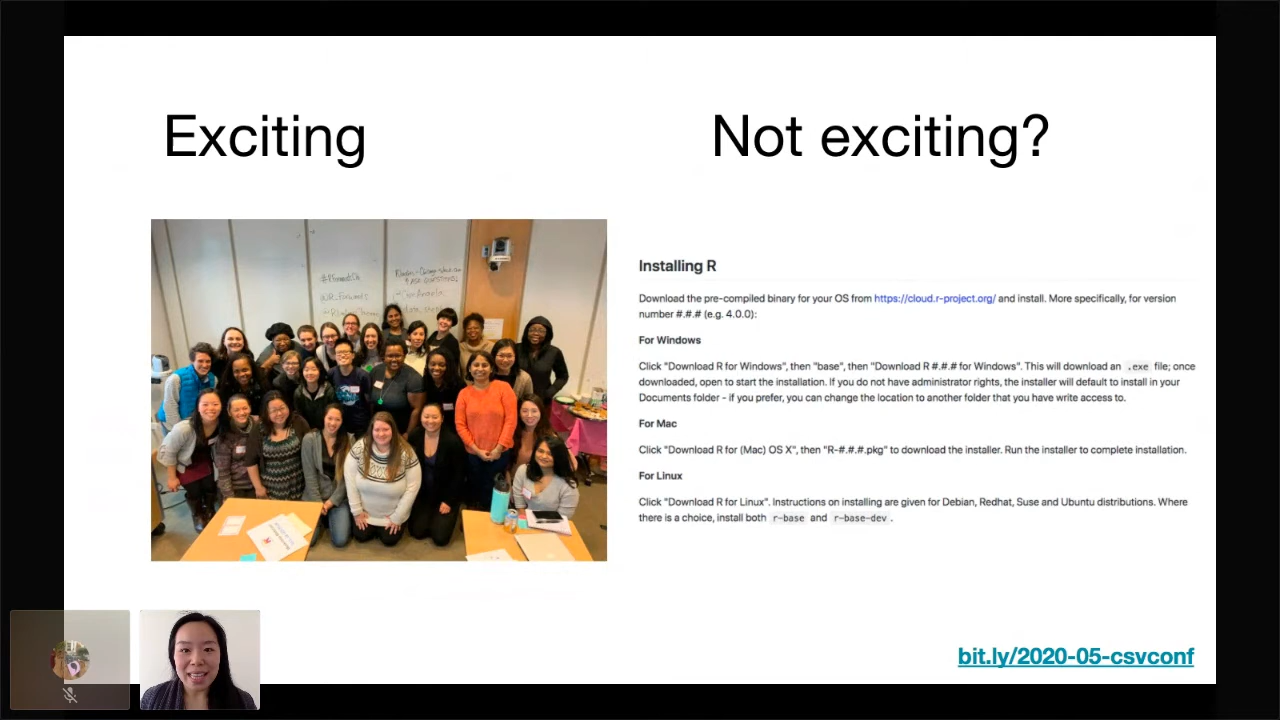 Exciting
Not exciting?
Installing R
Download the pre-compiled binary for your OS from https://cloud.r-project.org/ and install. More specifically, for version
number #.#.# (e.g. 4.0.0):
For Windows
Click "Download R for Windows", then "base", then "Download R #.#.# for Windows". This will download an .exe file; once
downloaded, open to start the installation. If you do not have administrator rights, the installer will default to install in your
Documents folder - if you prefer, you can change the location to another folder that you have write access to.
For Mac
Click "Download R for (Mac) OS X", then "R-#.#.#.pkg" to download the installer. Run the installer to complete installation.
For Linux
Click "Download R for Linux". Instructions on installing are given for Debian, Redhat, Suse and Ubuntu distributions. Where
there is a choice, install both r-base and r-base-dev.
bit.ly/2020-05-csvconf